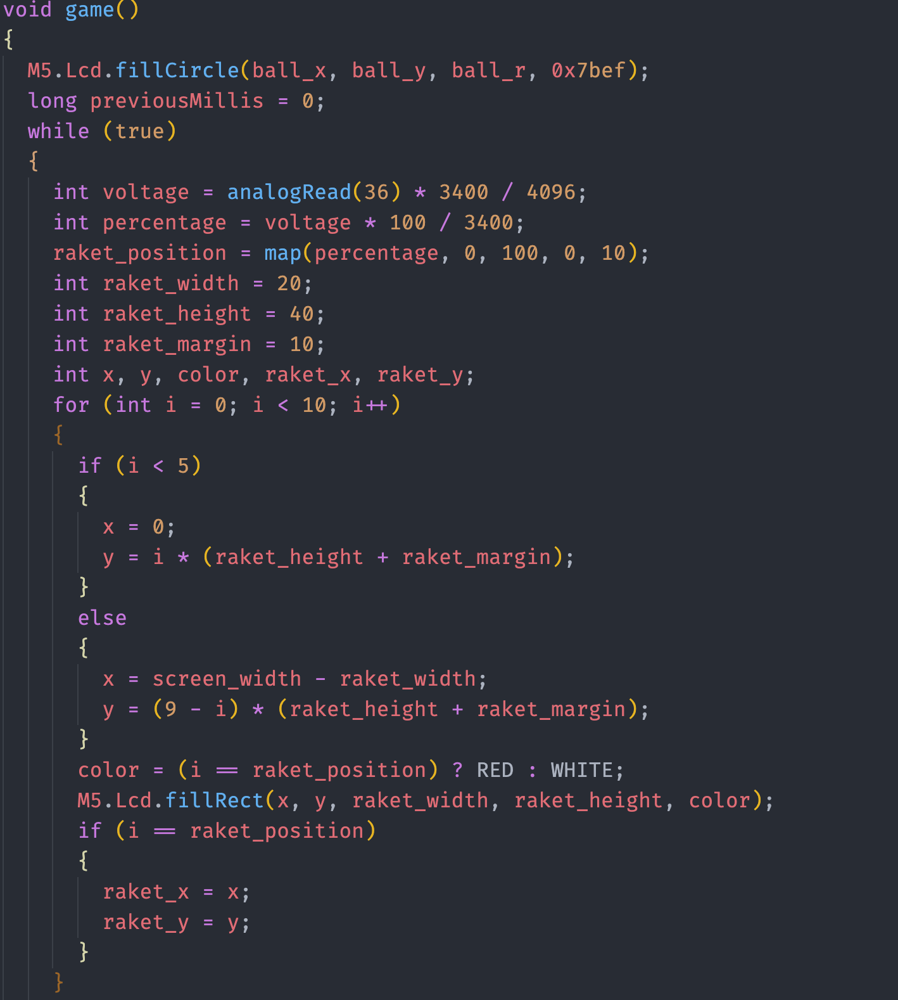 void game()
{
M5.Lcd.fillCircle(ball_x, ball_y, ball_r, 0x7bef);
long previousMillis = 0;
while (true)
{
int voltage = analogRead(36) * 3400 / 4096;
int percentage = voltage * 100 / 3400;
raket_position = map(percentage, 0, 100, 0, 10);
int raket_width = 20;
int raket_height = 40;
int raket_margin = 10;
int x, y, color, raket_x, raket_y;
for (int i = 0; i < 10; i++)
{
if (i < 5)
{
x = 0;
y = i * (raket_height + raket_margin);
}
else
{
x = screen_width - raket_width;
y = (9 - i) * (raket_height + raket_margin);
}
color = (i == raket_position) ? RED : WHITE;
M5.Lcd.fillRect(x, y, raket_width, raket_height, color);
if (i == raket_position)
{
raket_x = x;
raket_y = y;
}
}